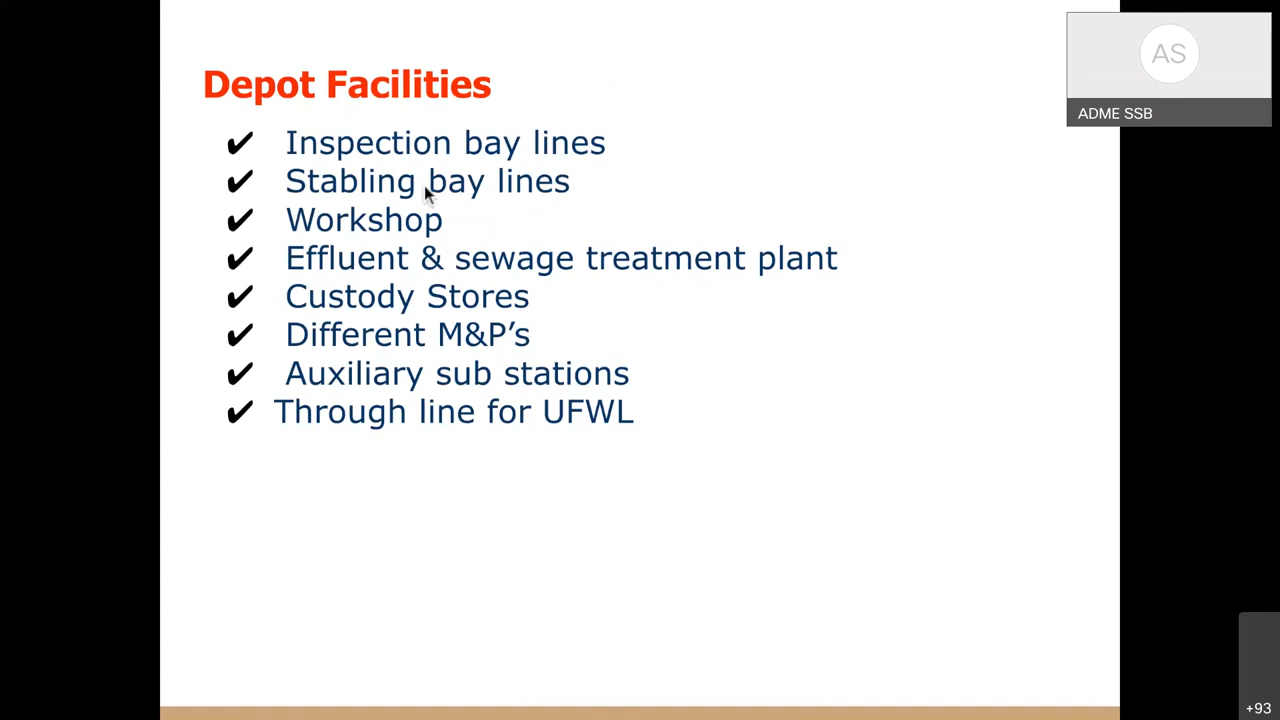 Depot Facilities
✔ Inspection bay lines
✔ Stabling bay lines
✔ Workshop
✔ Effluent & sewage treatment plant
✔ Custody Stores
✔ Different M&P’s
✔ Auxiliary sub stations
✔ Through line for UFWL
AS
ADME SSB
+93